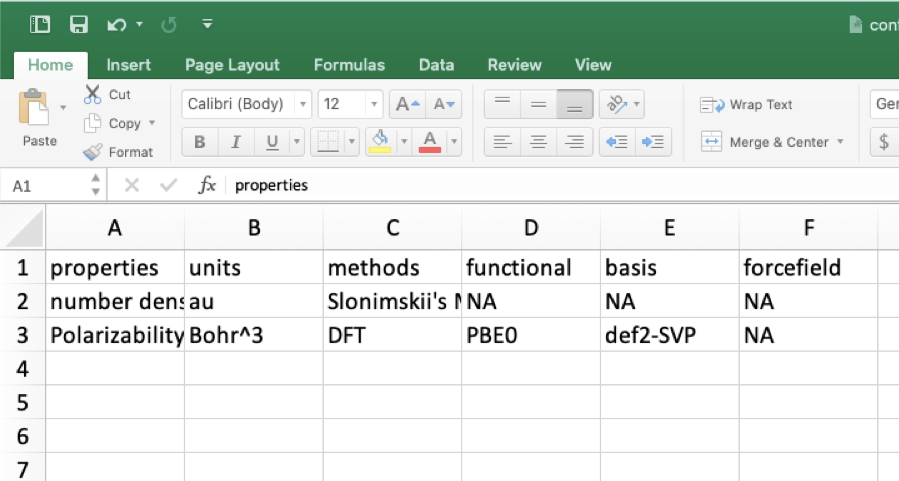 conf
Home Insert Page Layout Formulas Data Review View
Cut
Calibri (Body) 12 A A
Wrap Text
Gen
Copy
Paste
Format
B I U A
Merge & Center
$
A1 fx properties
A B C D E F
1 properties units methods functional basis forcefield
2 number dens au Slonimskii's NA NA NA
3 Polarizability Bohr^3 DFT PBE0 def2-SVP NA
4
5
6
7